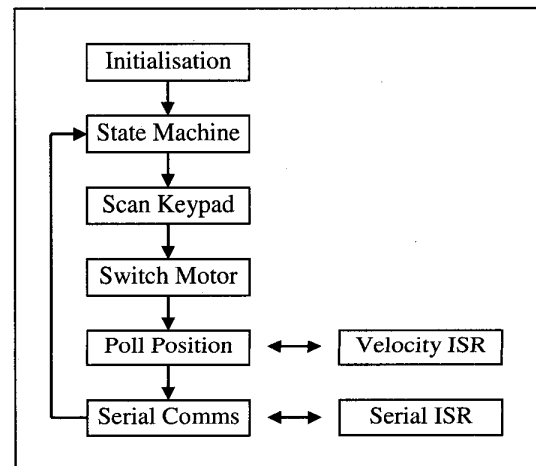 Initialisation
State Machine
Scan Keypad
Switch Motor
Poll Position
Velocity ISR
Serial Comms
Serial ISR